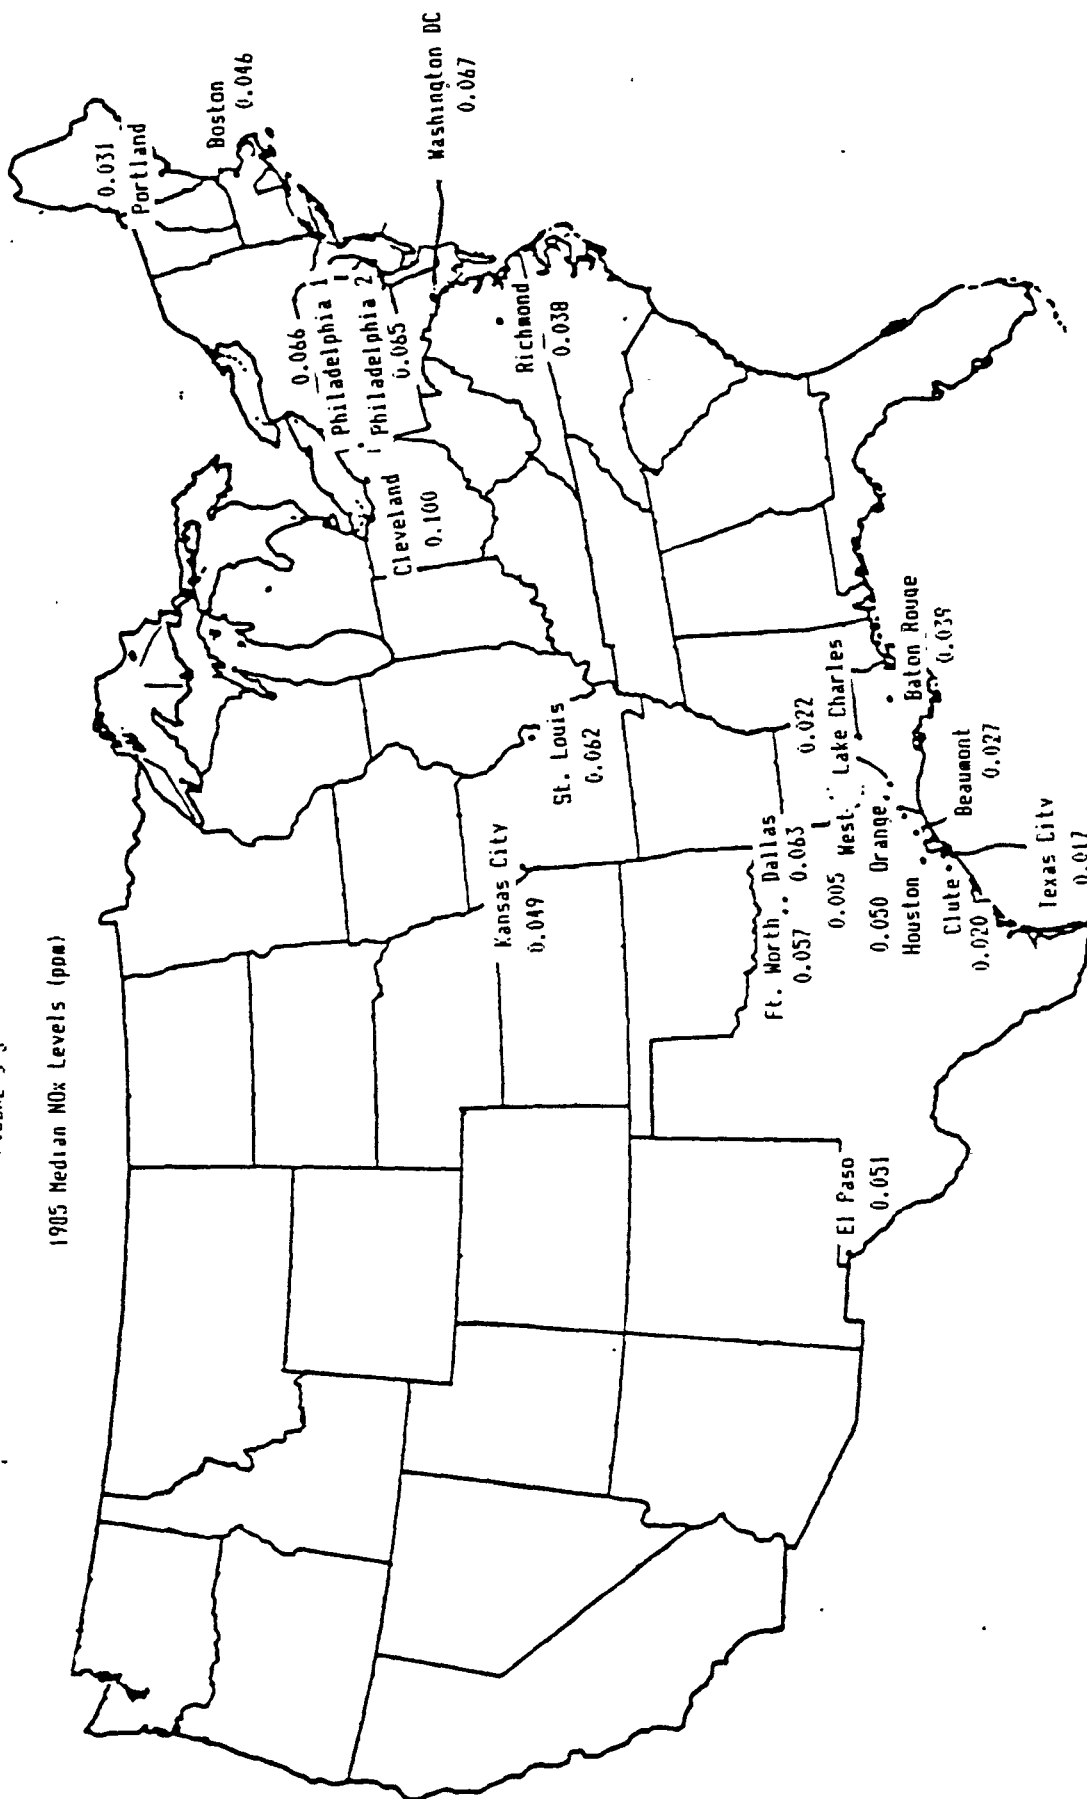 1985 Median NOx Levels (ppm)
0.031
Portland
Boston
0.046
0.066
Philadelphia 1
Philadelphia 2
0.065
Washington DC
0.067
Cleveland
0.100
Richmond
0.038
St. Louis
0.062
Kansas City
0.049
Ft. Worth
0.057
Dallas
0.063
0.022
Lake Charles
0.005 West
Orange
0.050
Houston
Baton Rouge
0.039
Beaumont
0.027
Clute
0.020
Texas City
0.017
El Paso
0.051